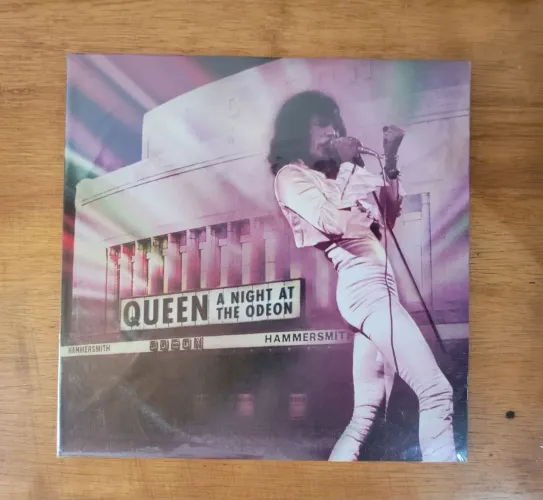 QUEEN
A NIGHT AT
THE ODEON
HAMMERSMITH ODEON HAMMERSMITH